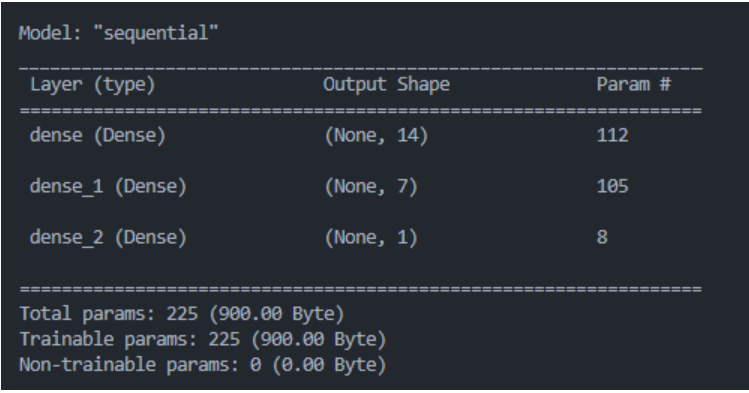 Model: "sequential"
_________________________________________________________________
Layer (type) Output Shape Param #
=================================================================
dense (Dense) (None, 14) 112
dense_1 (Dense) (None, 7) 105
dense_2 (Dense) (None, 1) 8
=================================================================
Total params: 225 (900.00 Byte)
Trainable params: 225 (900.00 Byte)
Non-trainable params: 0 (0.00 Byte)